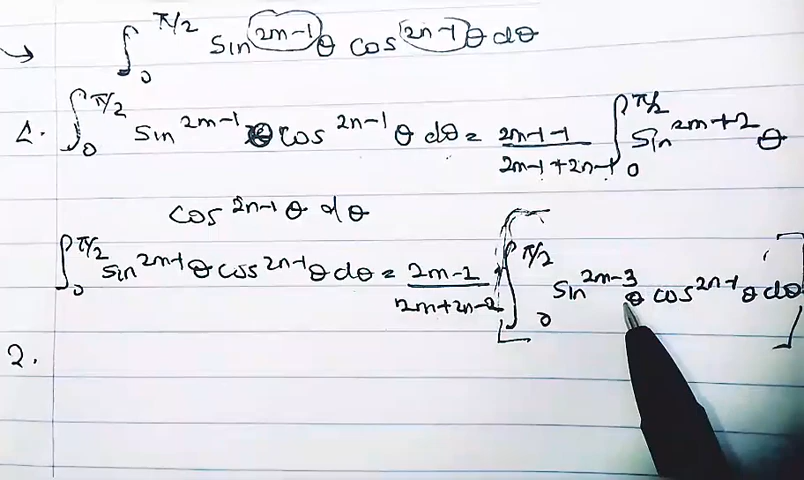 → ∫₀^π/2 sin^2m-1 θ cos^2n-1 θ dθ
1. ∫₀^π/2 sin^2m-1 θ cos^2n-1 θ dθ = 2m-1-1 / 2m-1+2n-1 ∫₀^π/2 sin^2m+2 θ
cos^2n-1 θ dθ
∫₀^π/2 sin^2m-1 θ cos^2n-1 θ dθ = 2m-2 / 2m+2n-2 [∫₀^π/2 sin^2m-3 θ cos^2n-1 θ dθ]
2.